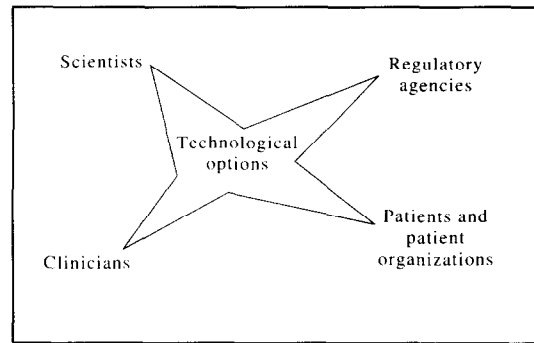 Scientists
Regulatory
agencies
Technological
options
Clinicians
Patients and
patient
organizations